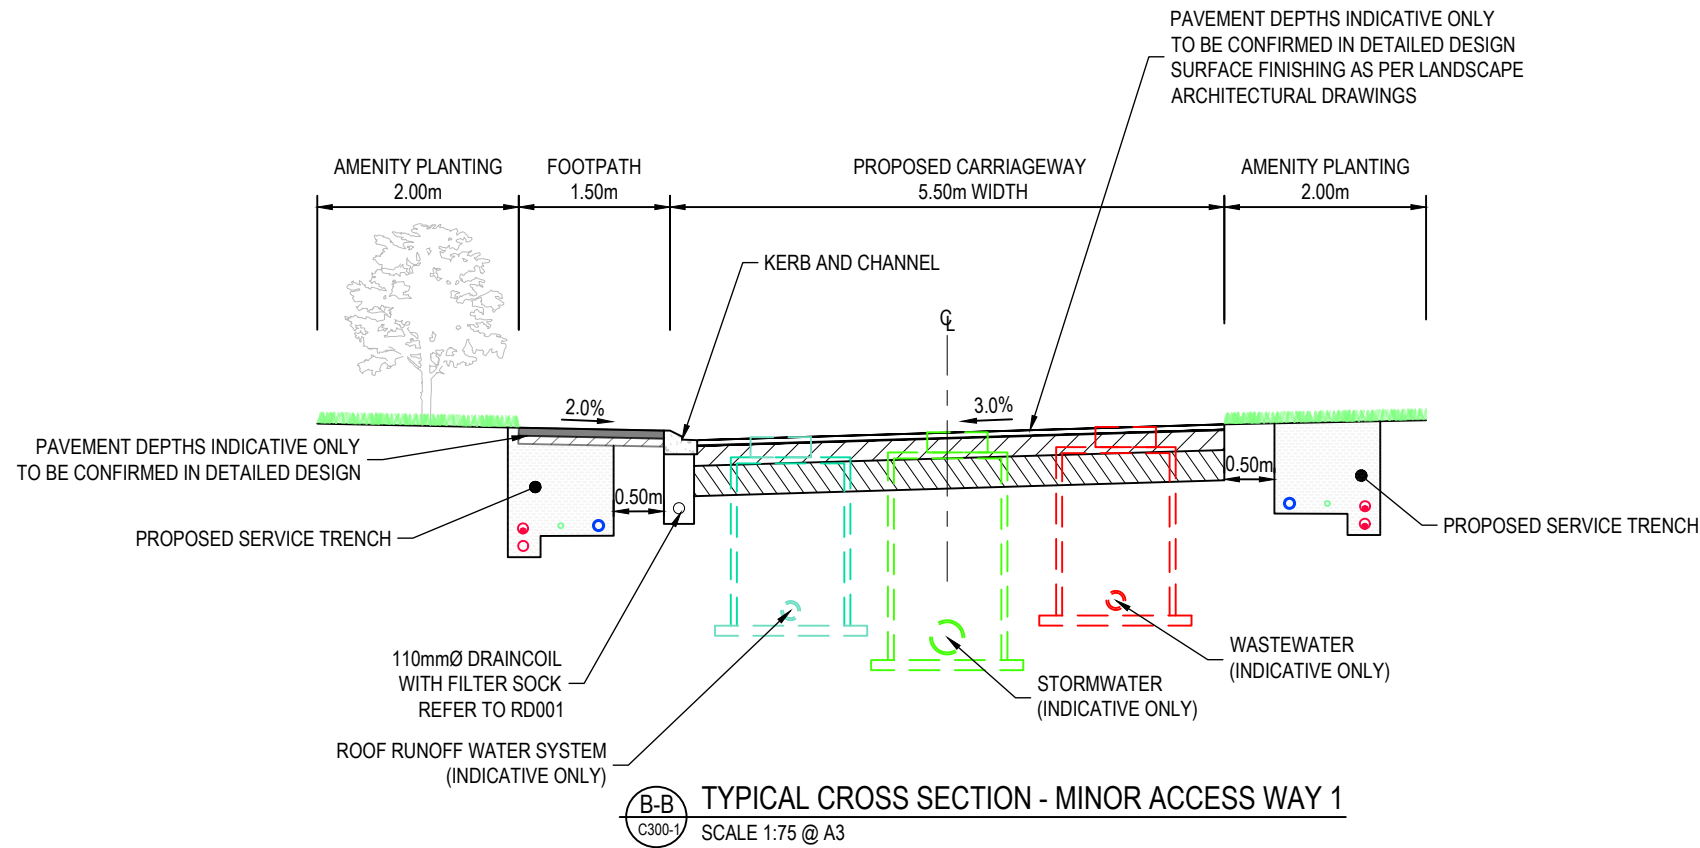 PAVEMENT DEPTHS INDICATIVE ONLY
TO BE CONFIRMED IN DETAILED DESIGN
SURFACE FINISHING AS PER LANDSCAPE
ARCHITECTURAL DRAWINGS
AMENITY PLANTING
2.00m
FOOTPATH
1.50m
PROPOSED CARRIAGEWAY
5.50m WIDTH
AMENITY PLANTING
2.00m
KERB AND CHANNEL
℄
2.0%
3.0%
PAVEMENT DEPTHS INDICATIVE ONLY
TO BE CONFIRMED IN DETAILED DESIGN
0.50m
0.50m
PROPOSED SERVICE TRENCH
PROPOSED SERVICE TRENCH
110mmØ DRAINCOIL
WITH FILTER SOCK
REFER TO RD001
WASTEWATER
(INDICATIVE ONLY)
STORMWATER
(INDICATIVE ONLY)
ROOF RUNOFF WATER SYSTEM
(INDICATIVE ONLY)
B-B
C300-1
TYPICAL CROSS SECTION - MINOR ACCESS WAY 1
SCALE 1:75 @ A3